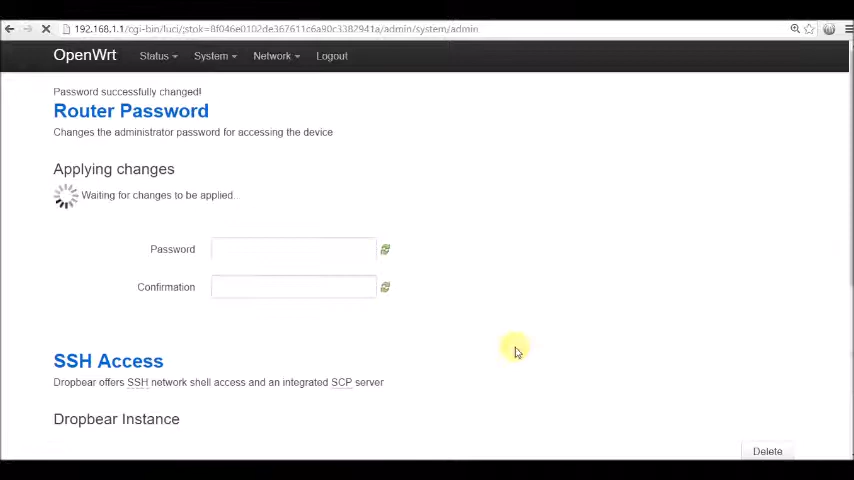 192.168.1.1/cgi-bin/luci/;stok=8f046e0102de367611c6a90c3382941a/admin/system/admin
OpenWrt Status System Network Logout
Password successfully changed!
Router Password
Changes the administrator password for accessing the device
Applying changes
Waiting for changes to be applied...
Password
Confirmation
SSH Access
Dropbear offers SSH network shell access and an integrated SCP server
Dropbear Instance
Delete